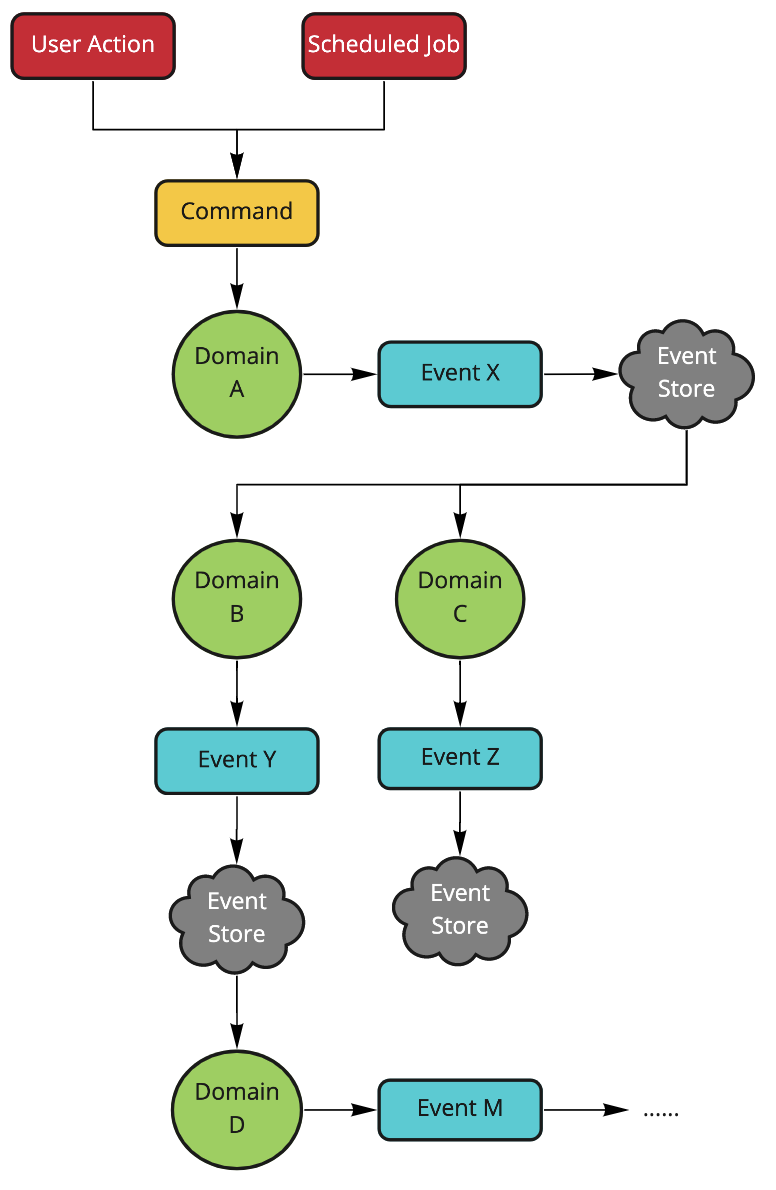 User Action
Scheduled Job
Command
Domain
A
Event X
Event
Store
Domain
B
Domain
C
Event Y
Event Z
Event
Store
Event
Store
Domain
D
Event M
......